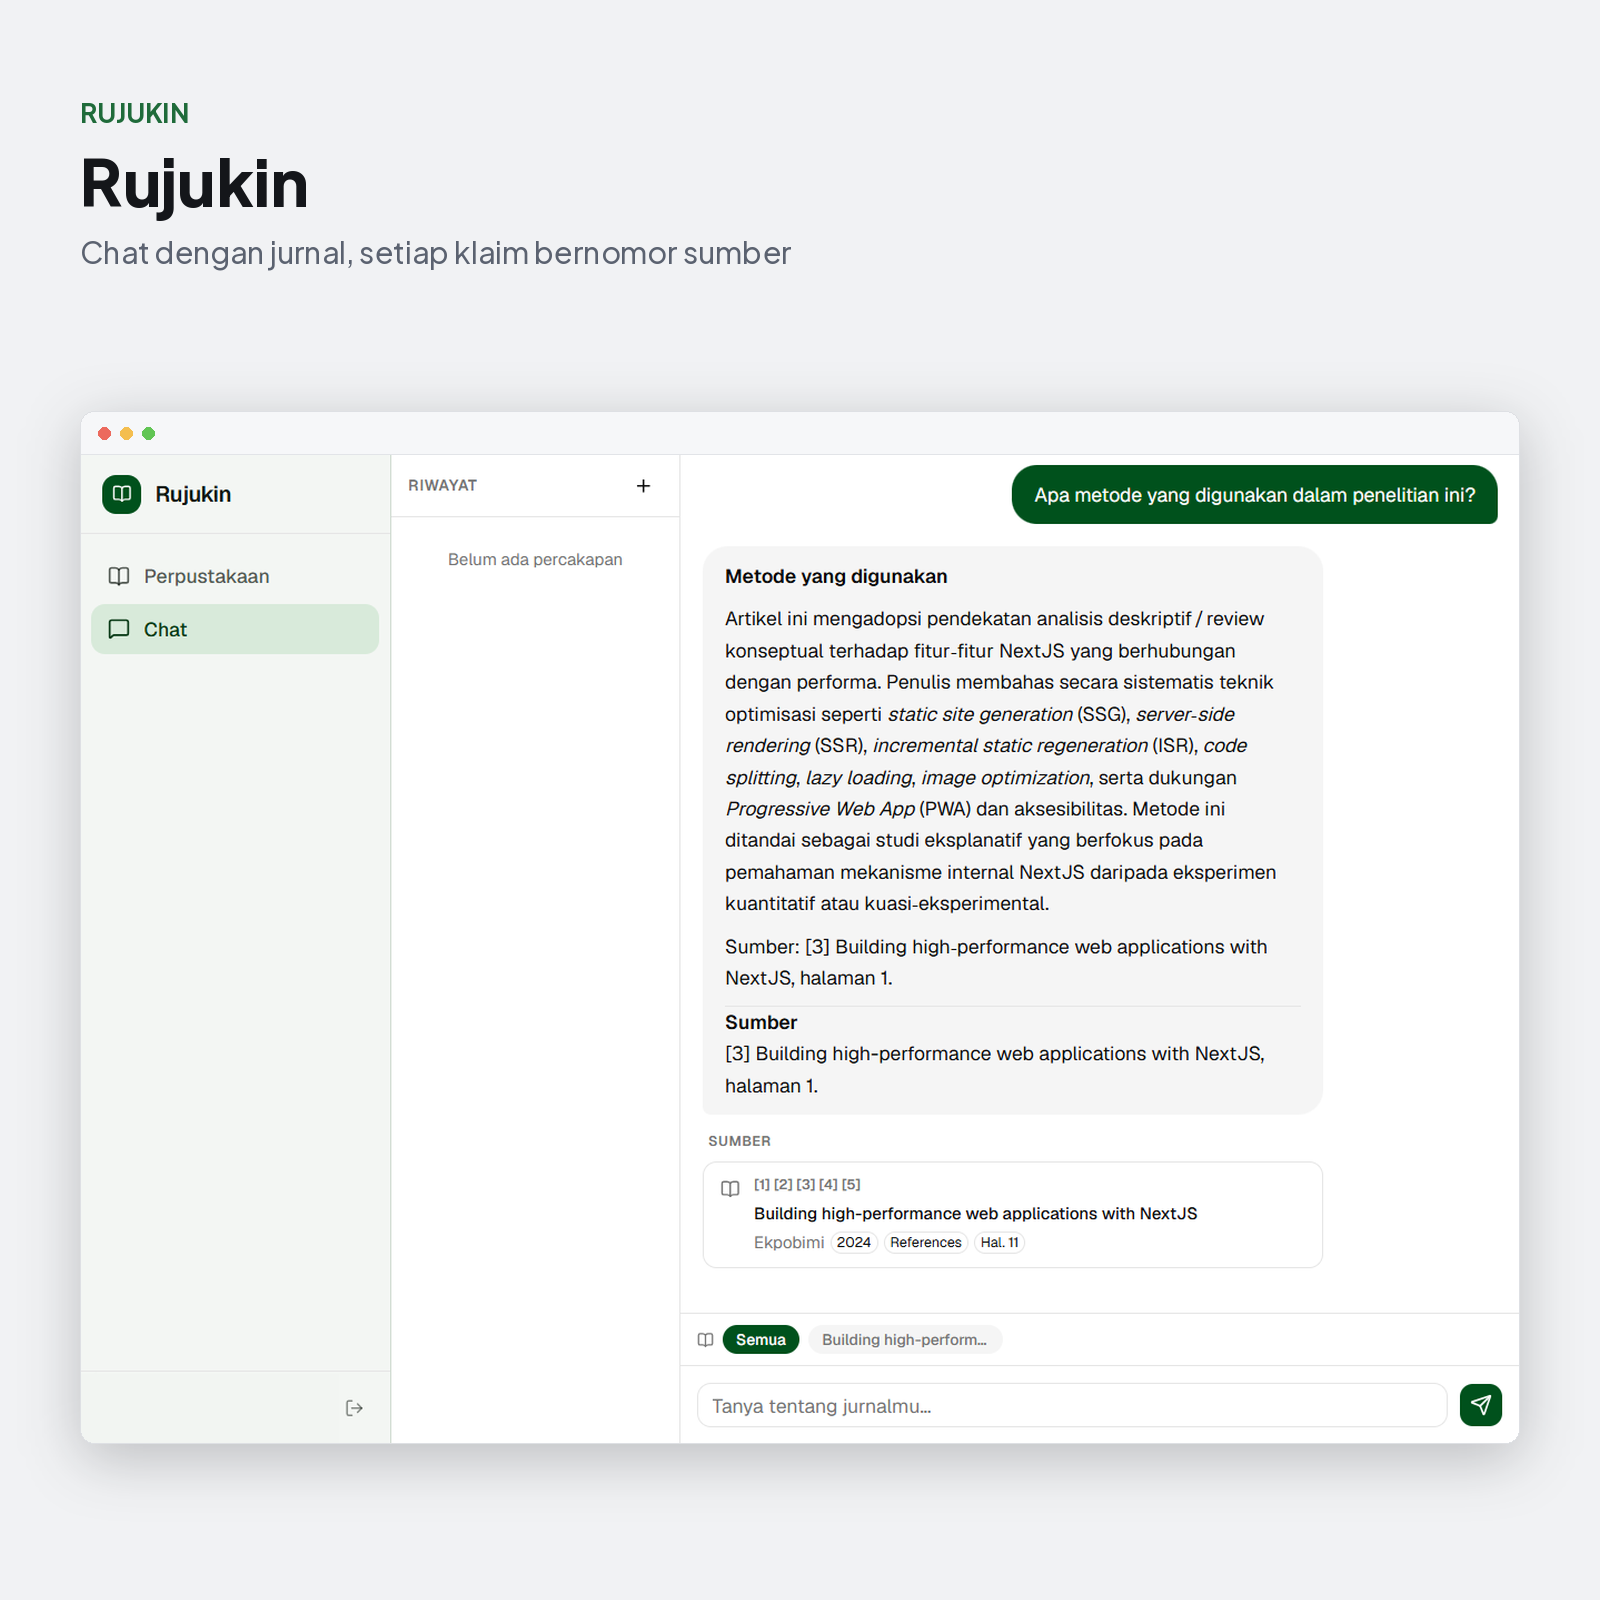 RUJUKIN
Rujukin
Chat dengan jurnal, setiap klaim bernomor sumber
Rujukin
Perpustakaan
Chat
RIWAYAT
Belum ada percakapan
Apa metode yang digunakan dalam penelitian ini?
Metode yang digunakan
Artikel ini mengadopsi pendekatan analisis deskriptif / review
konseptual terhadap fitur-fitur NextJS yang berhubungan
dengan performa. Penulis membahas secara sistematis teknik
optimisasi seperti static site generation (SSG), server-side
rendering (SSR), incremental static regeneration (ISR), code
splitting, lazy loading, image optimization, serta dukungan
Progressive Web App (PWA) dan aksesibilitas. Metode ini
ditandai sebagai studi eksplanatif yang berfokus pada
pemahaman mekanisme internal NextJS daripada eksperimen
kuantitatif atau kuasi-eksperimental.
Sumber: [3] Building high-performance web applications with
NextJS, halaman 1.
Sumber
[3] Building high-performance web applications with NextJS,
halaman 1.
SUMBER
[1] [2] [3] [4] [5]
Building high-performance web applications with NextJS
Ekpobimi 2024 References Hal. 11
Semua Building high-perform...
Tanya tentang jurnalmu...